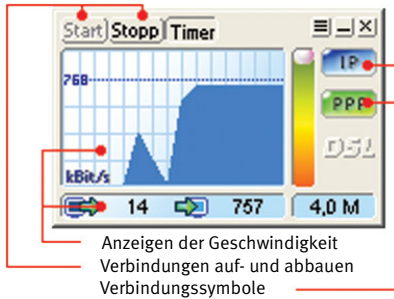 Start Stopp Timer
768
IP
PPP
DSL
kBit/s
14 757 4,0 M
Anzeigen der Geschwindigkeit
Verbindungen auf- und abbauen
Verbindungssymbole